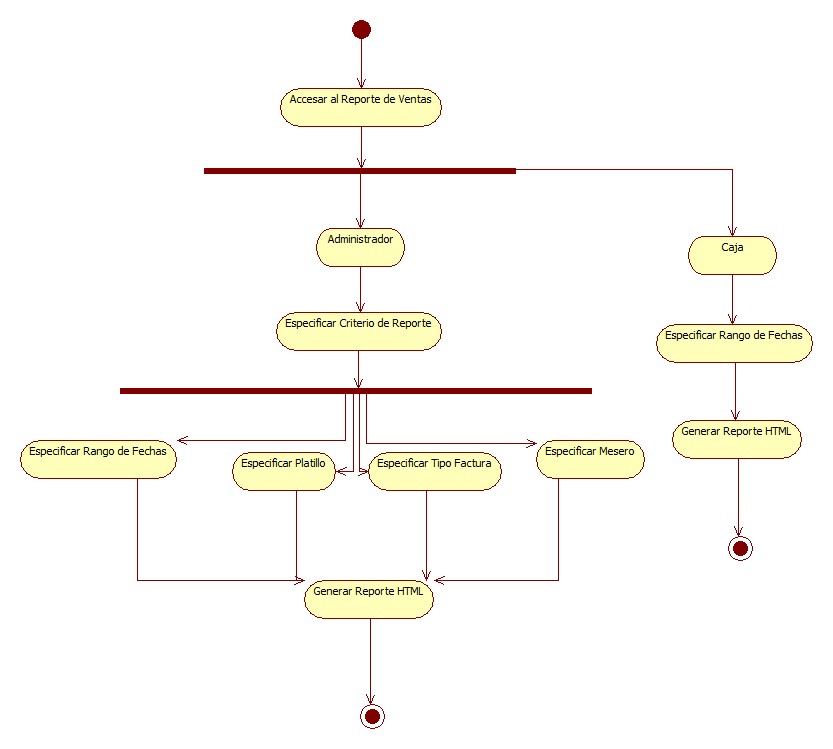 Accesar al Reporte de Ventas
Administrador
Caja
Especificar Criterio de Reporte
Especificar Rango de Fechas
Generar Reporte HTML
Especificar Rango de Fechas
Especificar Platillo
Especificar Tipo Factura
Especificar Mesero
Generar Reporte HTML